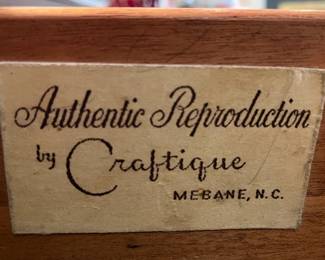 Authentic Reproduction
by Craftique
MEBANE, N.C.